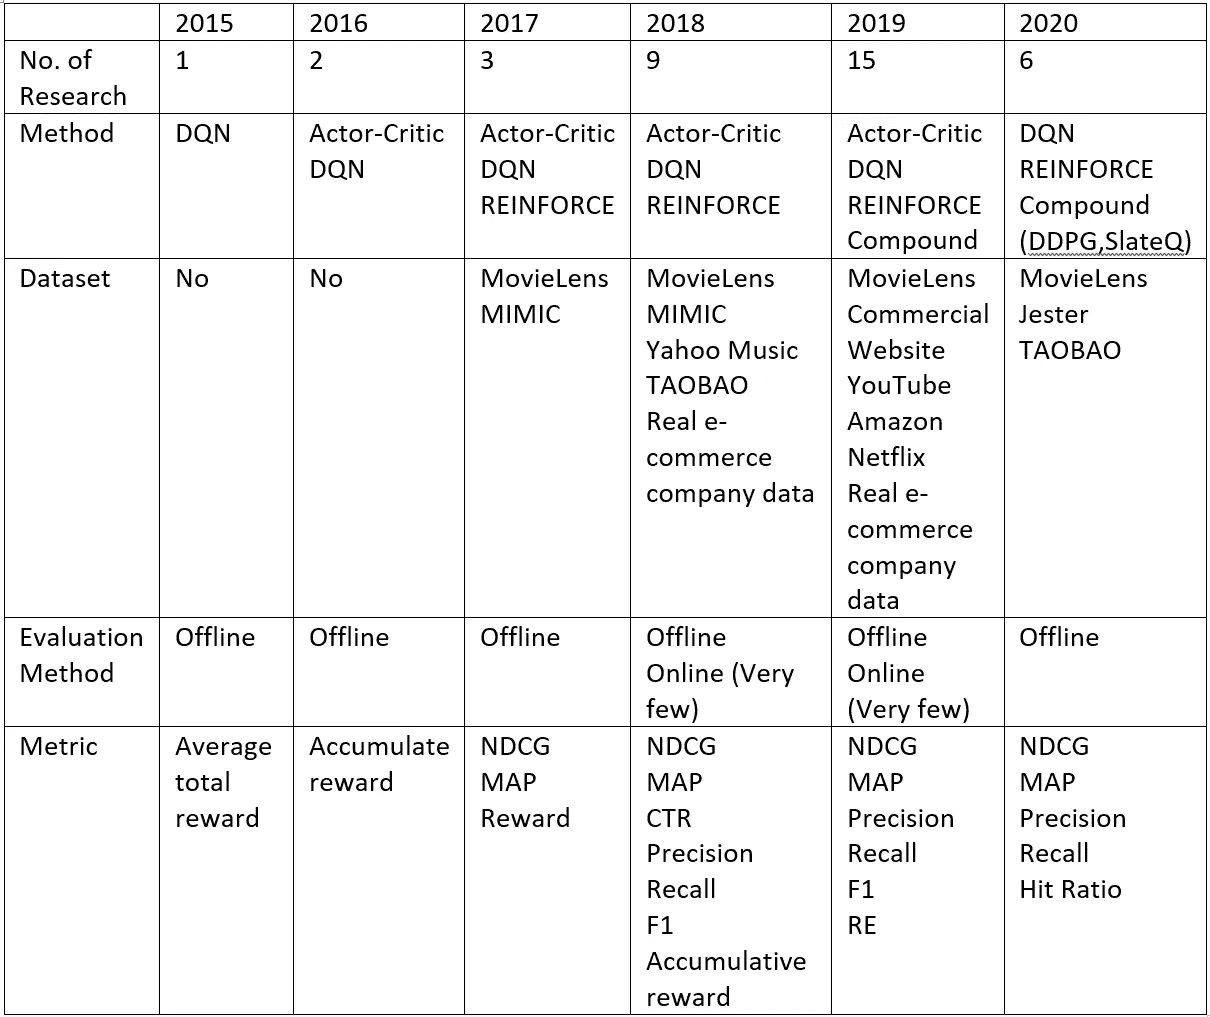 2015 2016 2017 2018 2019 2020
No. of
Research
1 2 3 9 15 6
Method
DQN
Actor-Critic
DQN
Actor-Critic
DQN
REINFORCE
Actor-Critic
DQN
REINFORCE
Actor-Critic
DQN
REINFORCE
Compound
DQN
REINFORCE
Compound
(DDPG,SlateQ)
Dataset
No
No
MovieLens
MIMIC
MovieLens
MIMIC
Yahoo Music
TAOBAO
Real e-
commerce
company data
MovieLens
Commercial
Website
YouTube
Amazon
Netflix
Real e-
commerce
company
data
MovieLens
Jester
TAOBAO
Evaluation
Method
Offline
Offline
Offline
Offline
Online (Very
few)
Offline
Online
(Very few)
Offline
Metric
Average
total
reward
Accumulate
reward
NDCG
MAP
Reward
NDCG
MAP
CTR
Precision
Recall
F1
Accumulative
reward
NDCG
MAP
Precision
Recall
F1
RE
NDCG
MAP
Precision
Recall
Hit Ratio